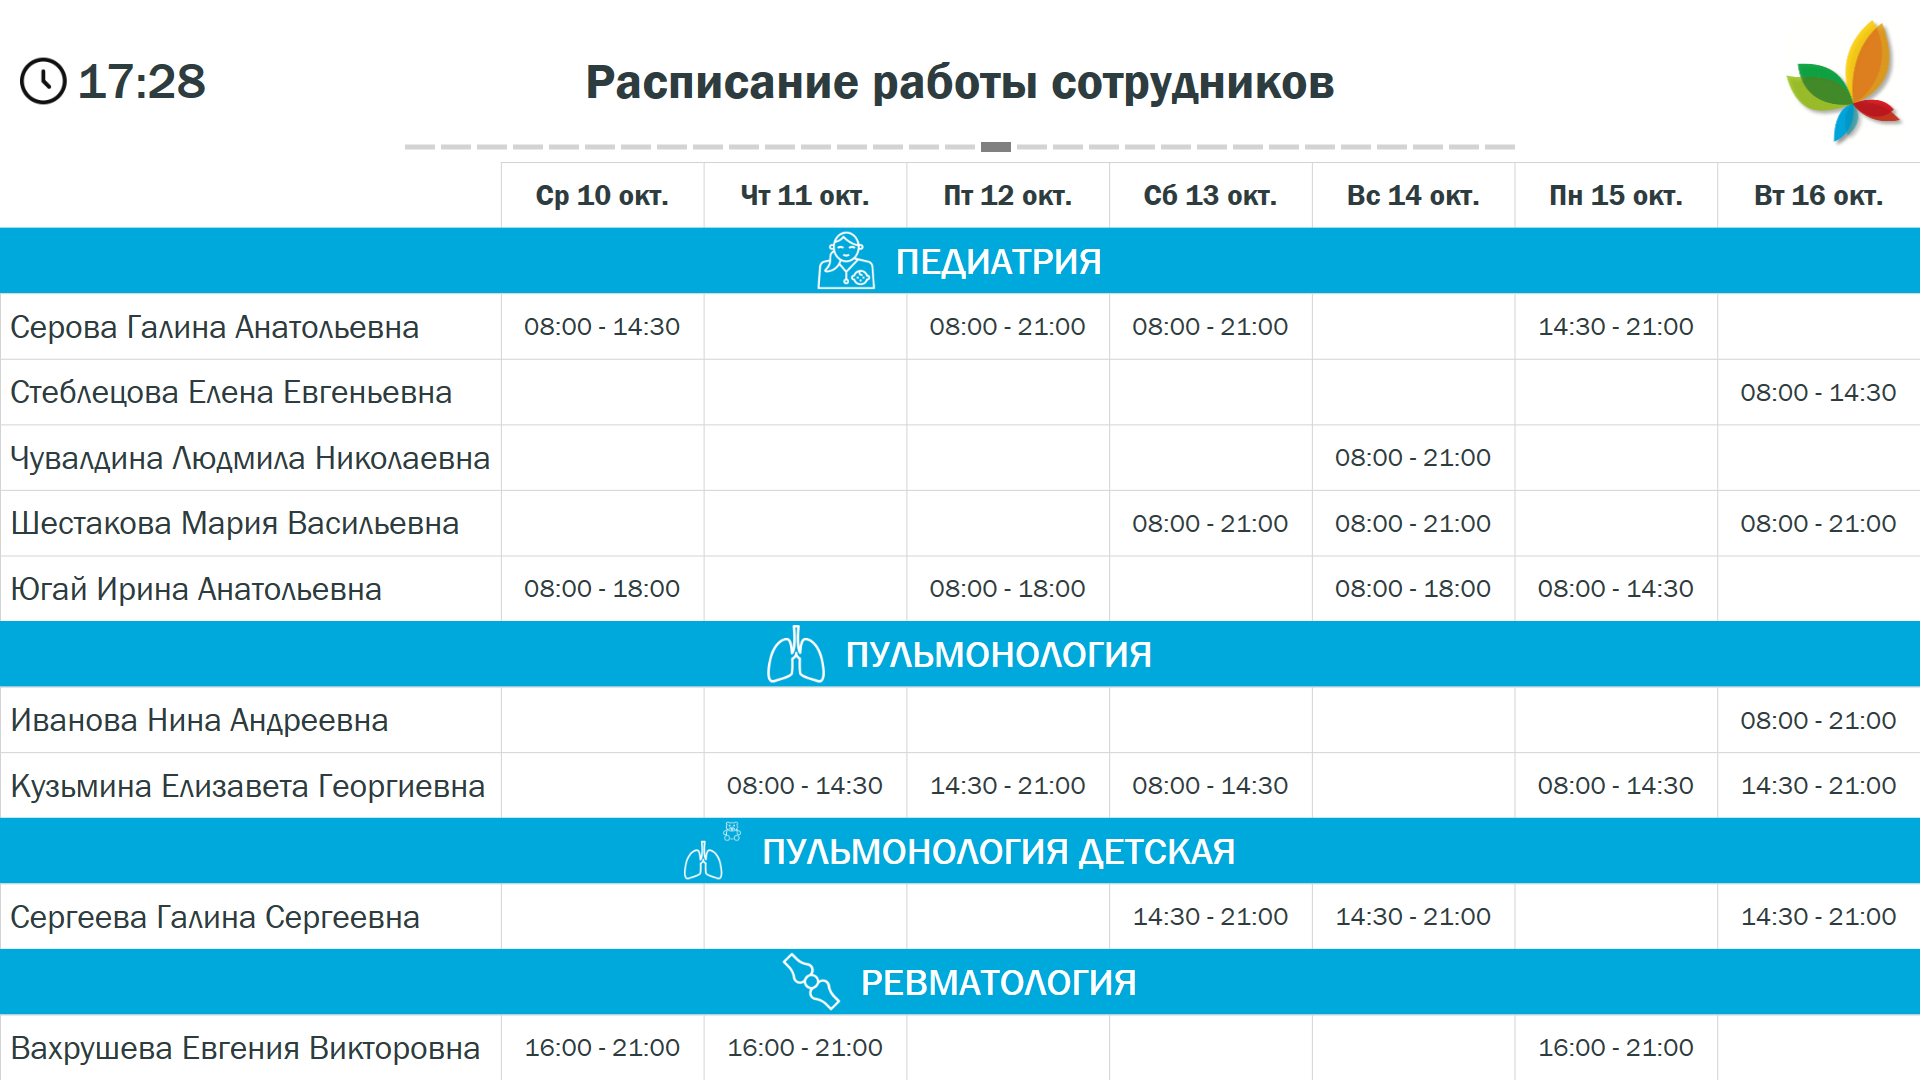 17:28
Расписание работы сотрудников
Ср 10 окт. Чт 11 окт. Пт 12 окт. Сб 13 окт. Вс 14 окт. Пн 15 окт. Вт 16 окт.
ПЕДИАТРИЯ
Серова Галина Анатольевна 08:00 - 14:30 08:00 - 21:00 08:00 - 21:00 14:30 - 21:00
Стеблецова Елена Евгеньевна 08:00 - 14:30
Чувалдина Людмила Николаевна 08:00 - 21:00
Шестакова Мария Васильевна 08:00 - 21:00 08:00 - 21:00 08:00 - 21:00
Югай Ирина Анатольевна 08:00 - 18:00 08:00 - 18:00 08:00 - 18:00 08:00 - 14:30
ПУЛЬМОНОЛОГИЯ
Иванова Нина Андреевна 08:00 - 21:00
Кузьмина Елизавета Георгиевна 08:00 - 14:30 14:30 - 21:00 08:00 - 14:30 08:00 - 14:30 14:30 - 21:00
ПУЛЬМОНОЛОГИЯ ДЕТСКАЯ
Сергеева Галина Сергеевна 14:30 - 21:00 14:30 - 21:00 14:30 - 21:00
РЕВМАТОЛОГИЯ
Вахрушева Евгения Викторовна 16:00 - 21:00 16:00 - 21:00 16:00 - 21:00